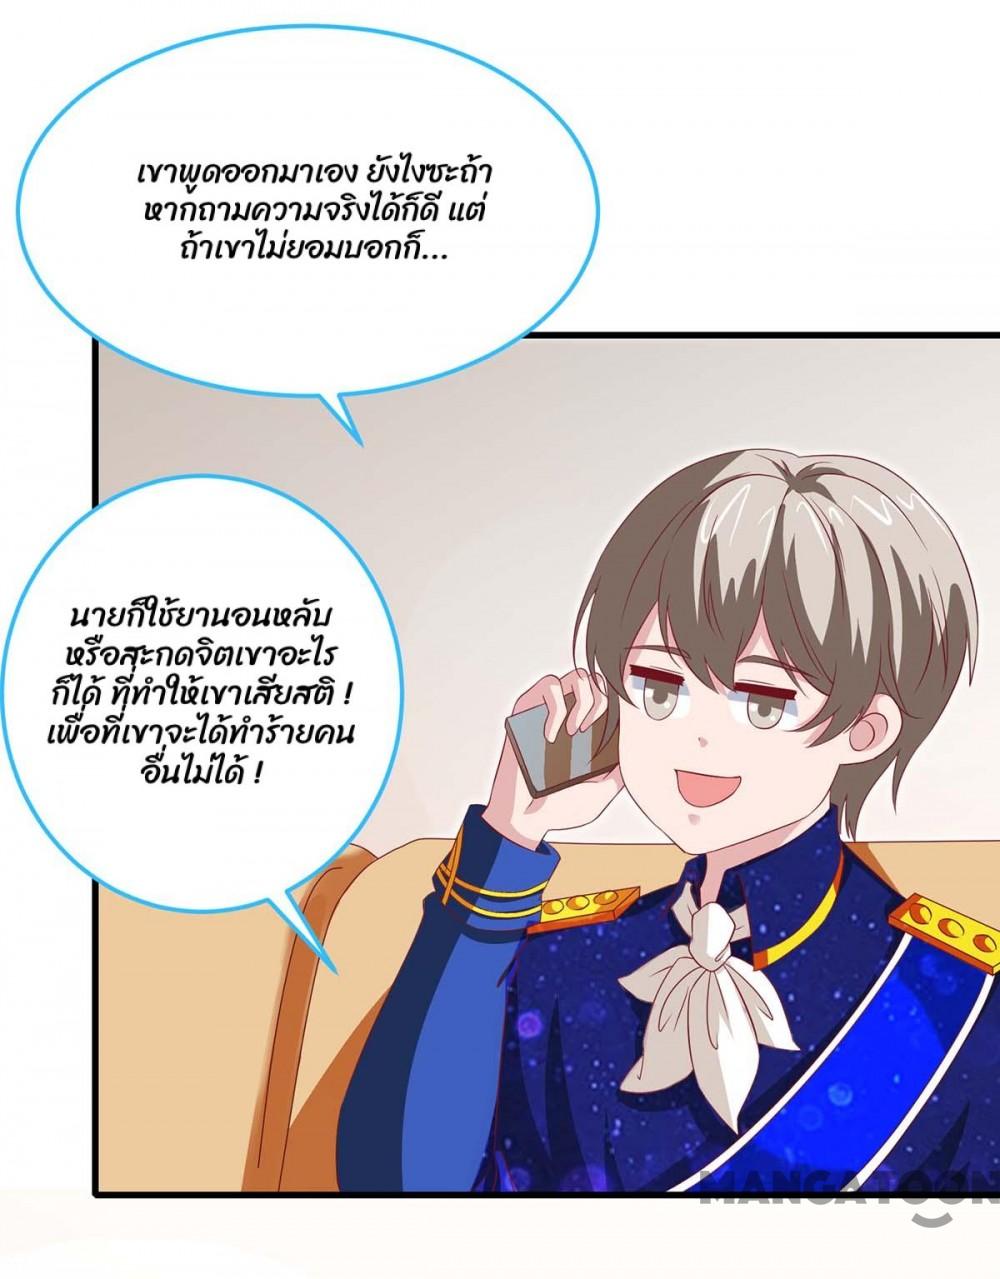 เขาพูดออกมาเอง ยังไงซะถ้า
หากถามความจริงได้ก็ดี แต่
ถ้าเขาไม่ยอมบอกก็...
นายก็ใช้ยานอนหลับ
หรือสะกดจิตเขาอะไร
ก็ได้ ที่ทำให้เขาเสียสติ !
เพื่อที่เขาจะได้ทำร้ายคน
อื่นไม่ได้ !
MANGATOON